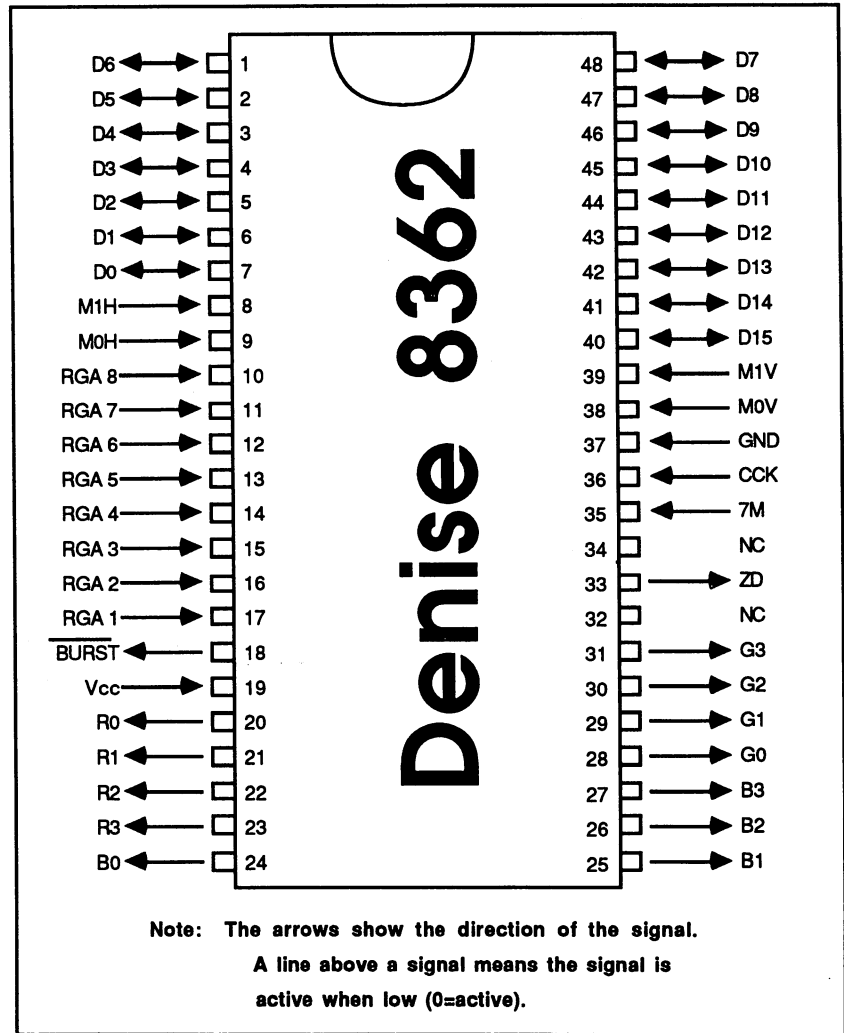 D6 1 48 D7
D5 2 47 D8
D4 3 46 D9
D3 4 45 D10
D2 5 44 D11
D1 6 43 D12
D0 7 42 D13
M1H 8 41 D14
M0H 9 40 D15
RGA 8 10 39 M1V
RGA 7 11 38 M0V
RGA 6 12 37 GND
RGA 5 13 36 CCK
RGA 4 14 35 7M
RGA 3 15 34 NC
RGA 2 16 33 ZD
RGA 1 17 32 NC
BURST 18 31 G3
Vcc 19 30 G2
R0 20 29 G1
R1 21 28 G0
R2 22 27 B3
R3 23 26 B2
B0 24 25 B1
Denise 8362
Note: The arrows show the direction of the signal.
A line above a signal means the signal is
active when low (0=active).